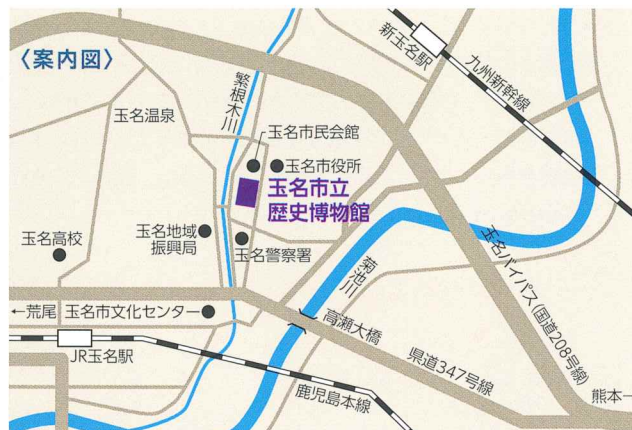 〈案内図〉
新玉名駅
九州新幹線
繁根木川
玉名温泉
玉名市民会館
玉名市役所
玉名市立
歴史博物館
玉名地域
振興局
玉名高校
玉名警察署
菊池川
玉名バイパス(国道208号線)
←荒尾
玉名市文化センター
高瀬大橋
JR玉名駅
県道347号線
鹿児島本線
熊本